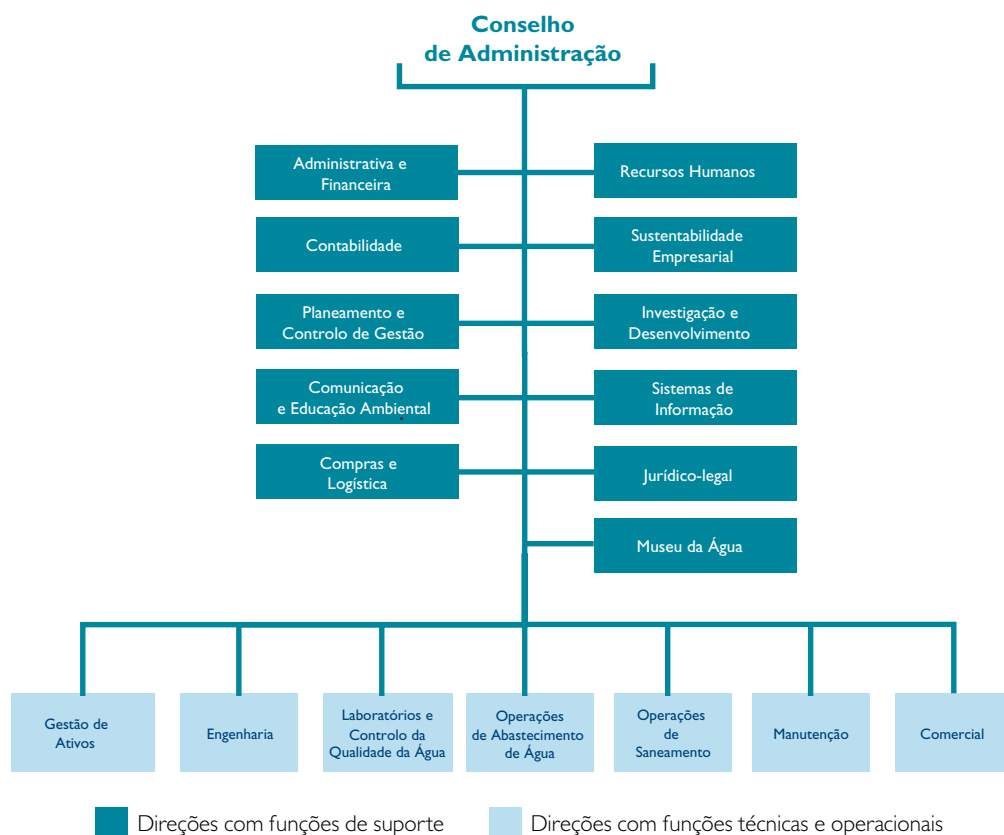 Conselho
de Administração
Administrativa e
Financeira
Recursos Humanos
Contabilidade
Sustentabilidade
Empresarial
Planeamento e
Controlo de Gestão
Investigação e
Desenvolvimento
Comunicação
e Educação Ambiental
Sistemas de
Informação
Compras e
Logística
Jurídico-legal
Museu da Água
Gestão de
Ativos
Engenharia
Laboratórios e
Controlo da
Qualidade da Água
Operações
de Abastecimento
de Água
Operações
de
Saneamento
Manutenção
Comercial
Direções com funções de suporte
Direções com funções técnicas e operacionais